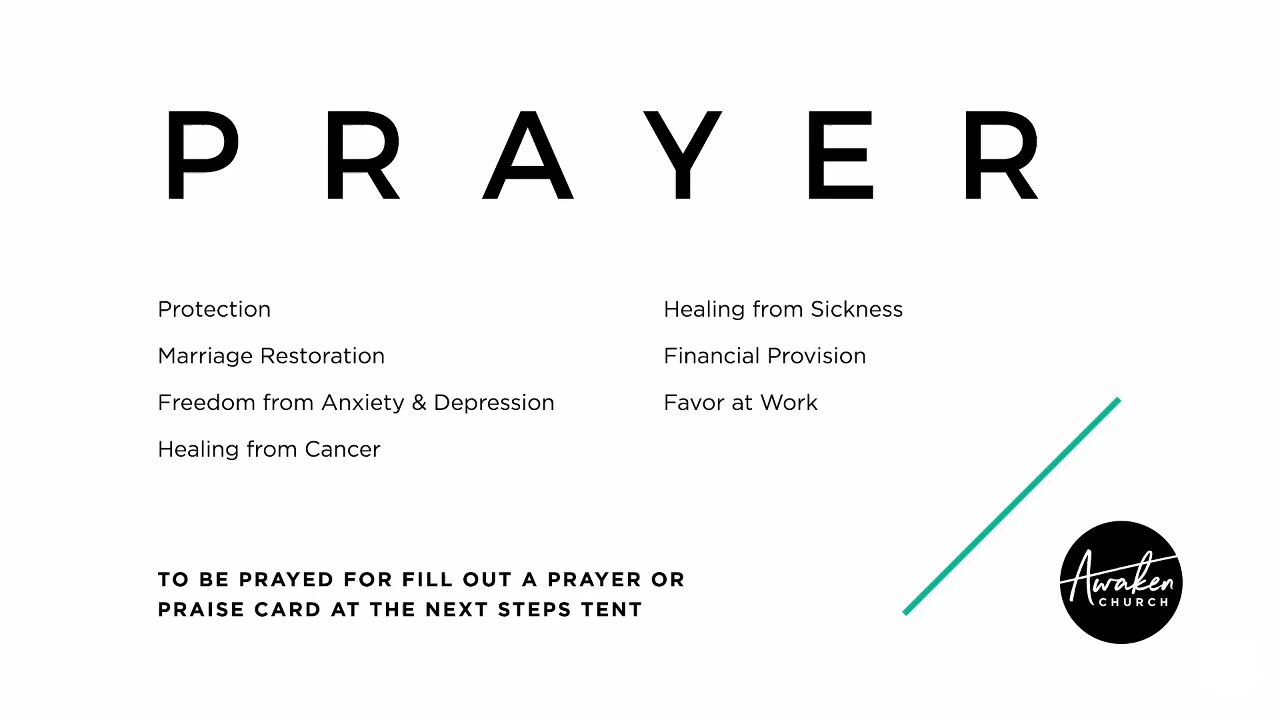 PRAYER
Protection
Marriage Restoration
Freedom from Anxiety & Depression
Healing from Cancer
Healing from Sickness
Financial Provision
Favor at Work
TO BE PRAYED FOR FILL OUT A PRAYER OR
PRAISE CARD AT THE NEXT STEPS TENT
Awaken
CHURCH